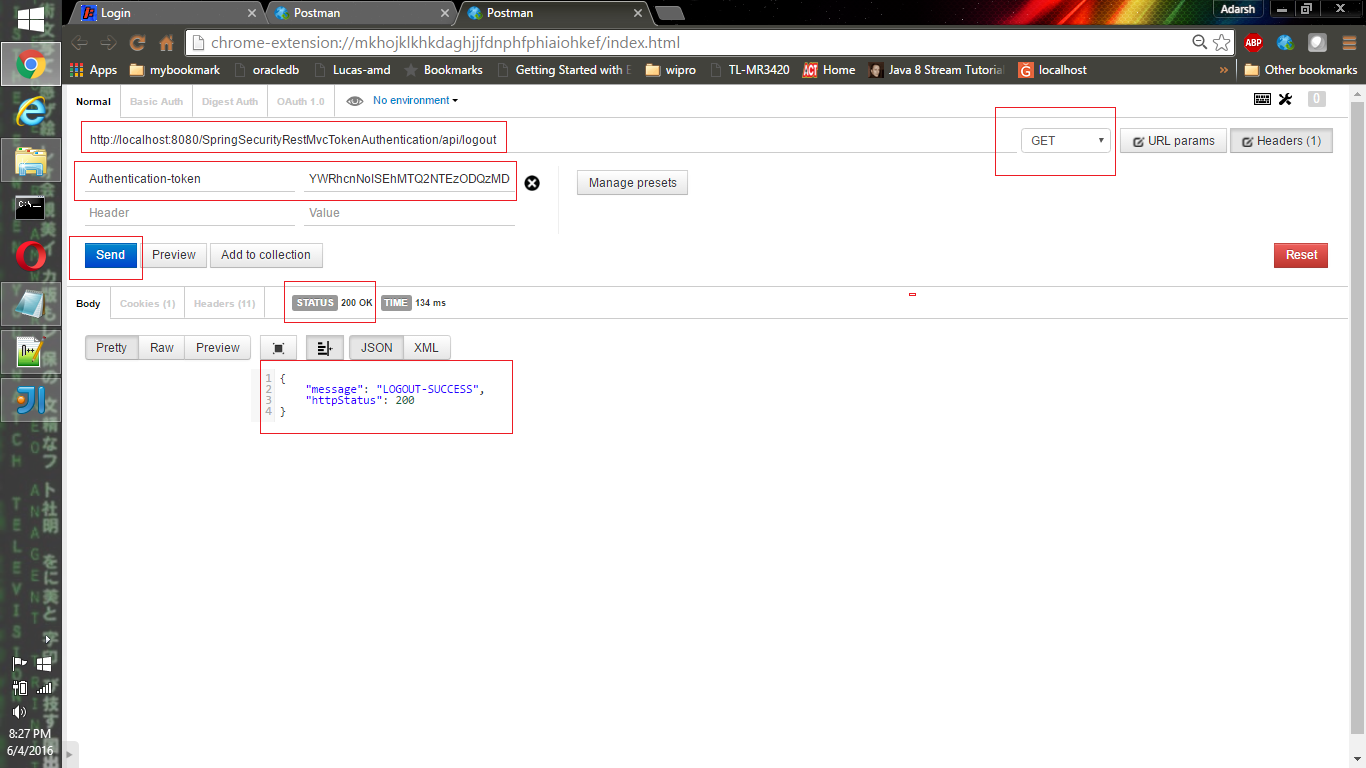 Login
Postman
Postman
Adarsh
chrome-extension://mkhojklkhkdaghjjfdnphfphiaiohkef/index.html
ABP
Apps
mybookmark
oracledb
Lucas-amd
Bookmarks
Getting Started with E
wipro
TL-MR3420
ACT
Home
Java 8 Stream Tutoria
localhost
»
Other bookmarks
Normal
Basic Auth
Digest Auth
OAuth 1.0
No environment
0
http://localhost:8080/SpringSecurityRestMvcTokenAuthentication/api/logout
GET
URL params
Headers (1)
Authentication-token
Manage presets
Header
Value
Send
Preview
Add to collection
Reset
Body
Cookies (1)
Headers (11)
STATUS 200 OK
TIME 134 ms
Pretty
Raw
Preview
JSON
XML
1 {
2 "message": "LOGOUT-SUCCESS",
3 "httpStatus": 200
4 }
8:27 PM
6/4/2016